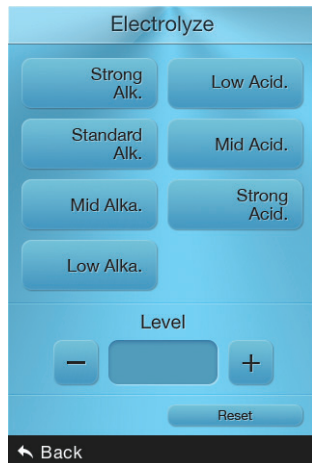 Electrolyze
Strong
Alk.
Low Acid.
Standard
Alk.
Mid Acid.
Mid Alka.
Strong
Acid.
Low Alka.
Level
−
+
Reset
Back